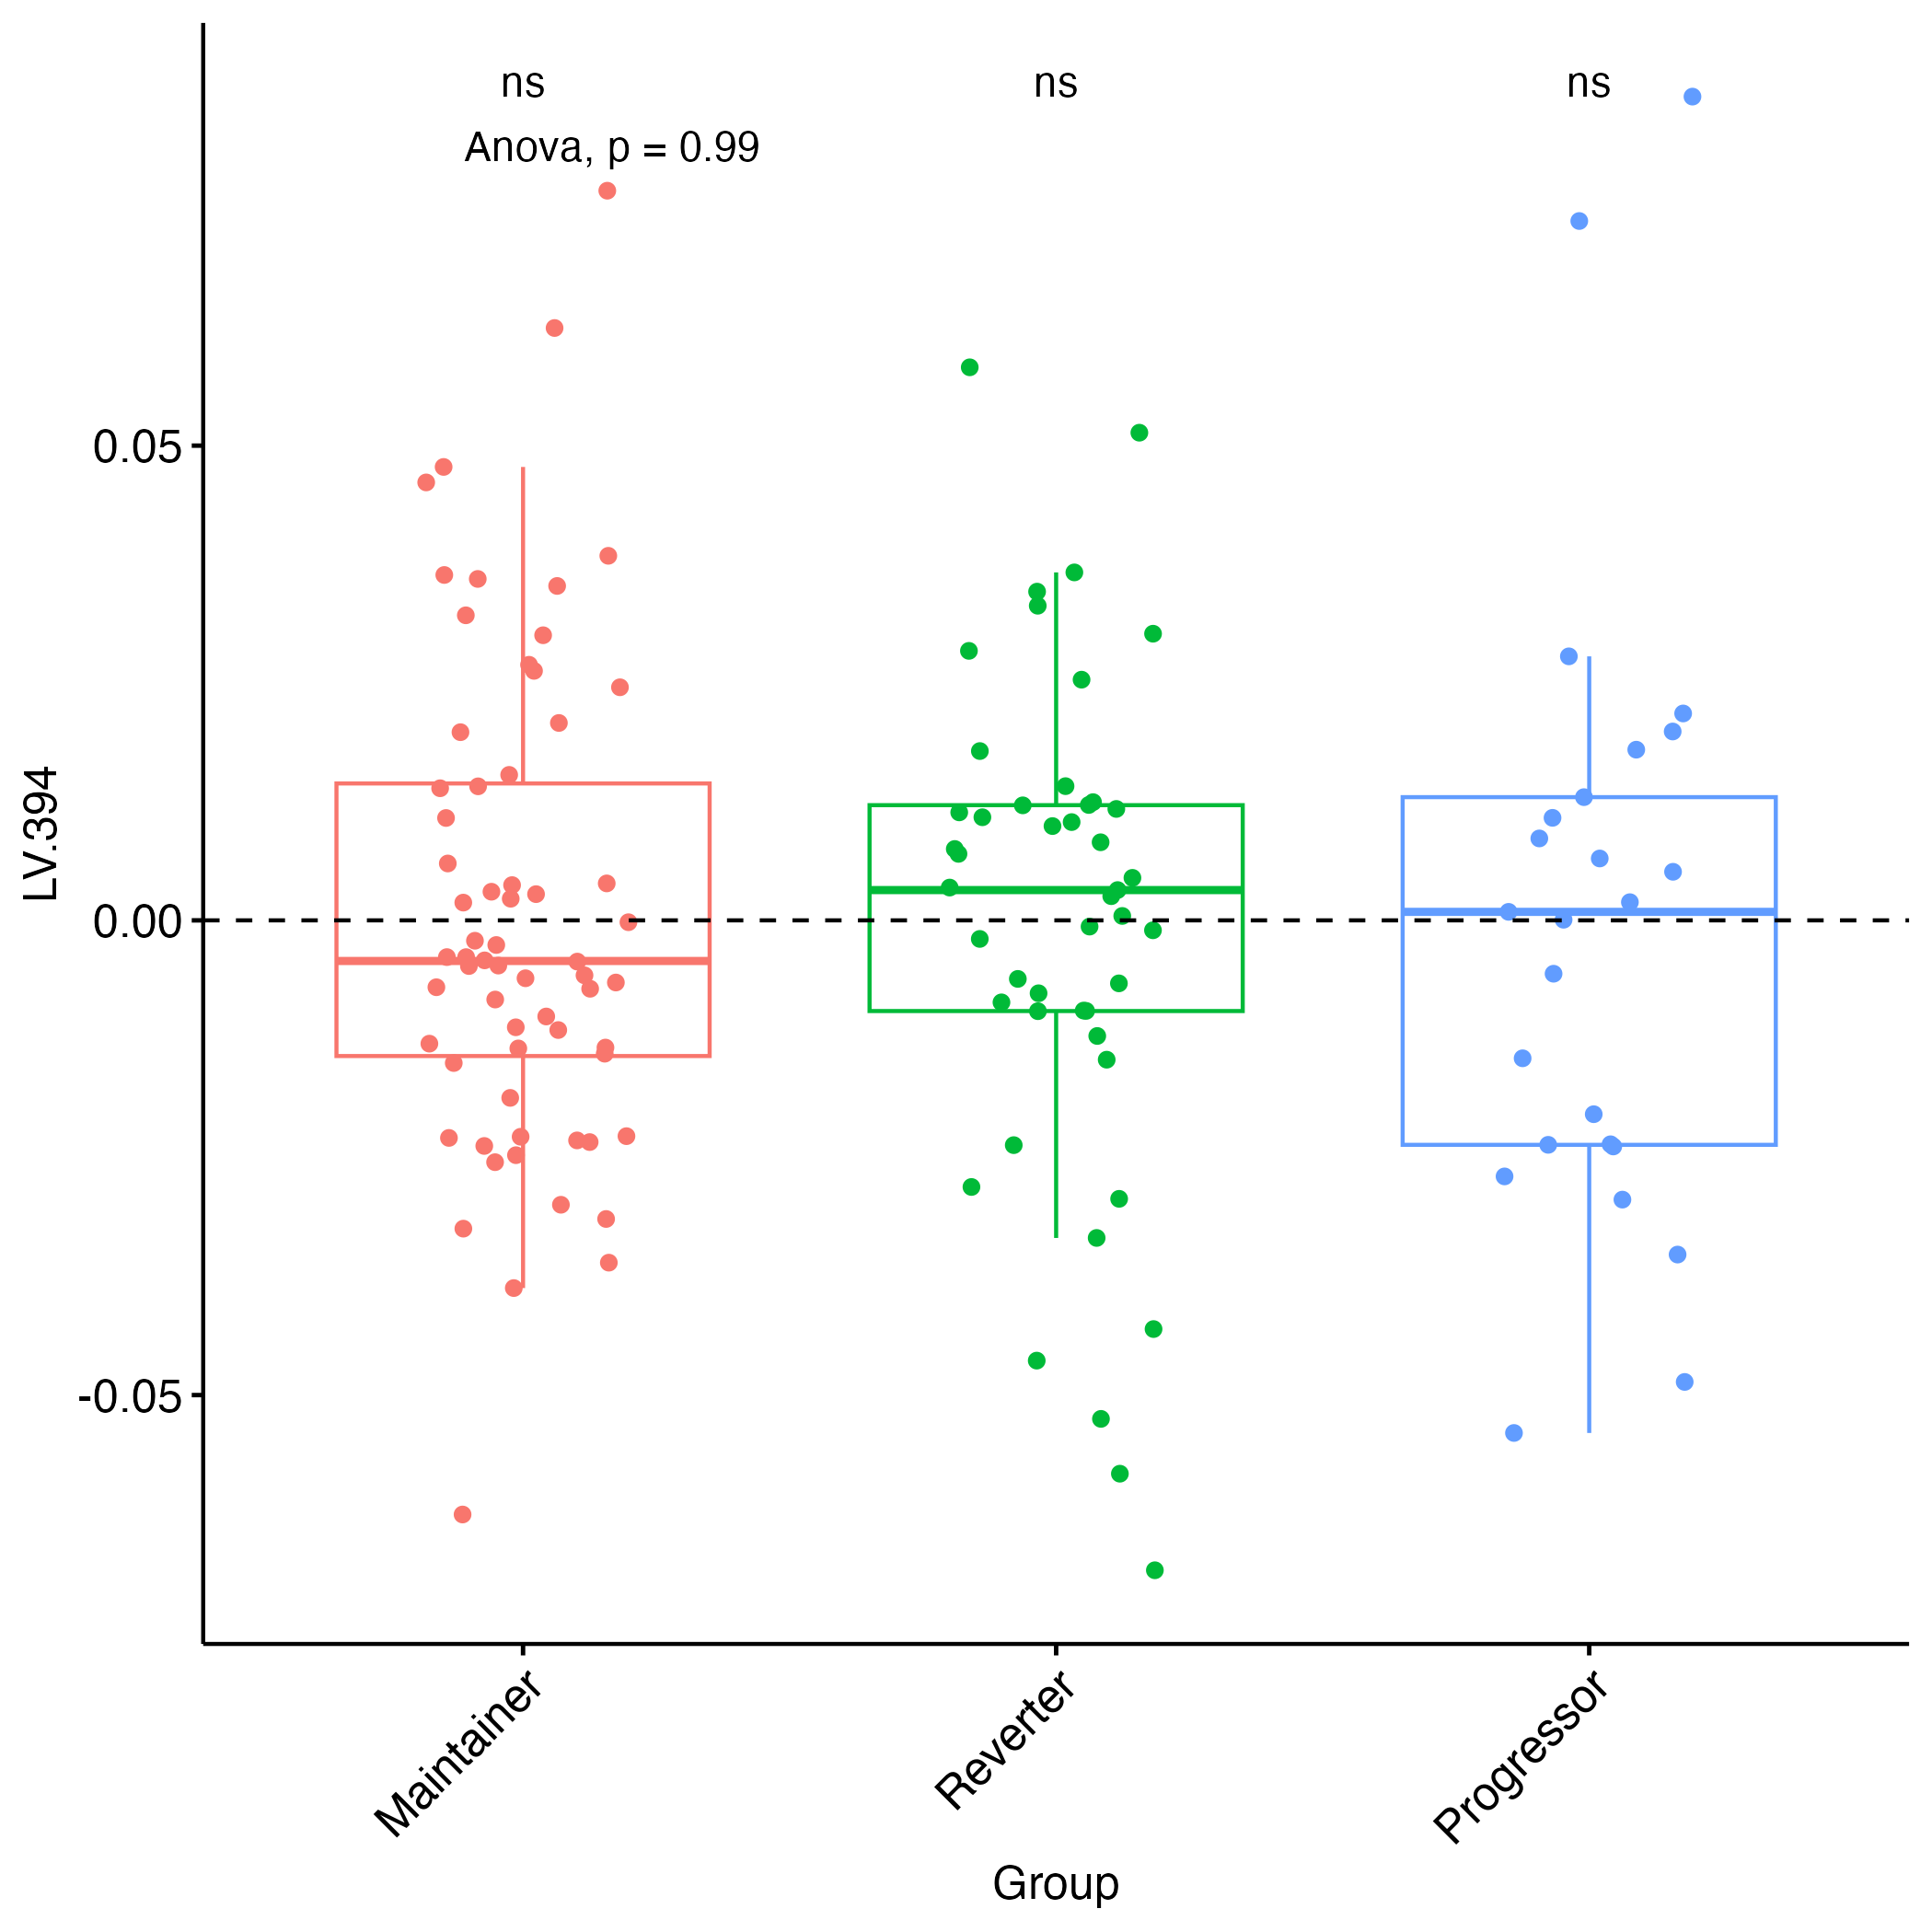 ns ns ns
Anova, p = 0.99
0.05
0.00
-0.05
LV.394
Maintainer
Reverter
Progressor
Group